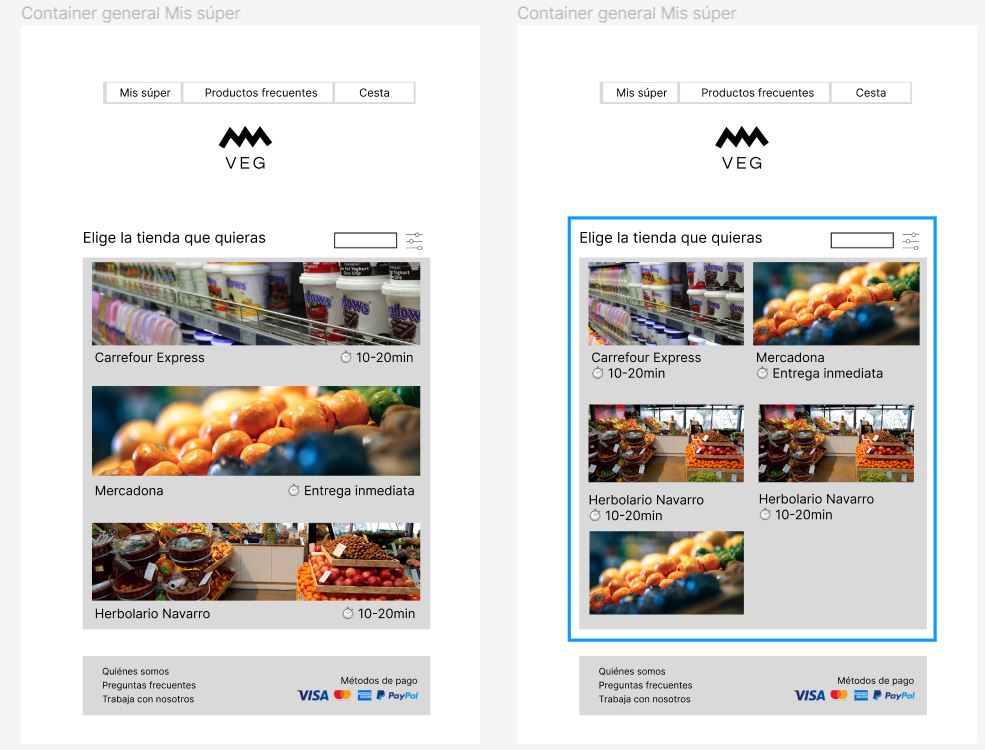 Container general Mis súper
Mis súper Productos frecuentes Cesta
VEG
Elige la tienda que quieras
Carrefour Express 10-20min
Mercadona Entrega inmediata
Herbolario Navarro 10-20min
Quiénes somos
Preguntas frecuentes
Trabaja con nosotros
Métodos de pago
VISA PayPal
Container general Mis súper
Mis súper Productos frecuentes Cesta
VEG
Elige la tienda que quieras
Carrefour Express
10-20min
Mercadona
Entrega inmediata
Herbolario Navarro
10-20min
Herbolario Navarro
10-20min
Quiénes somos
Preguntas frecuentes
Trabaja con nosotros
Métodos de pago
VISA PayPal